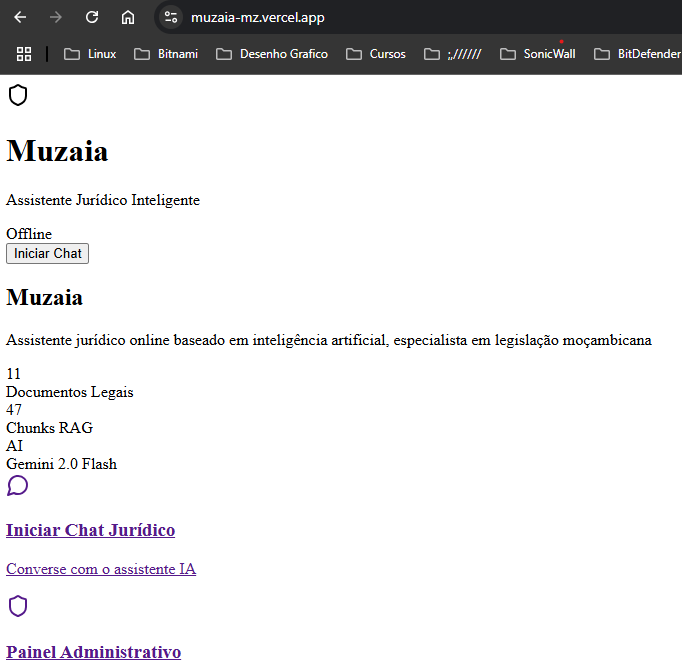 muzaia-mz.vercel.app
Linux
Bitnami
Desenho Grafico
Cursos
;,//////
SonicWall
BitDefender
Muzaia
Assistente Jurídico Inteligente
Offline
Iniciar Chat
Muzaia
Assistente jurídico online baseado em inteligência artificial, especialista em legislação moçambicana
11
Documentos Legais
47
Chunks RAG
AI
Gemini 2.0 Flash
Iniciar Chat Jurídico
Converse com o assistente IA
Painel Administrativo